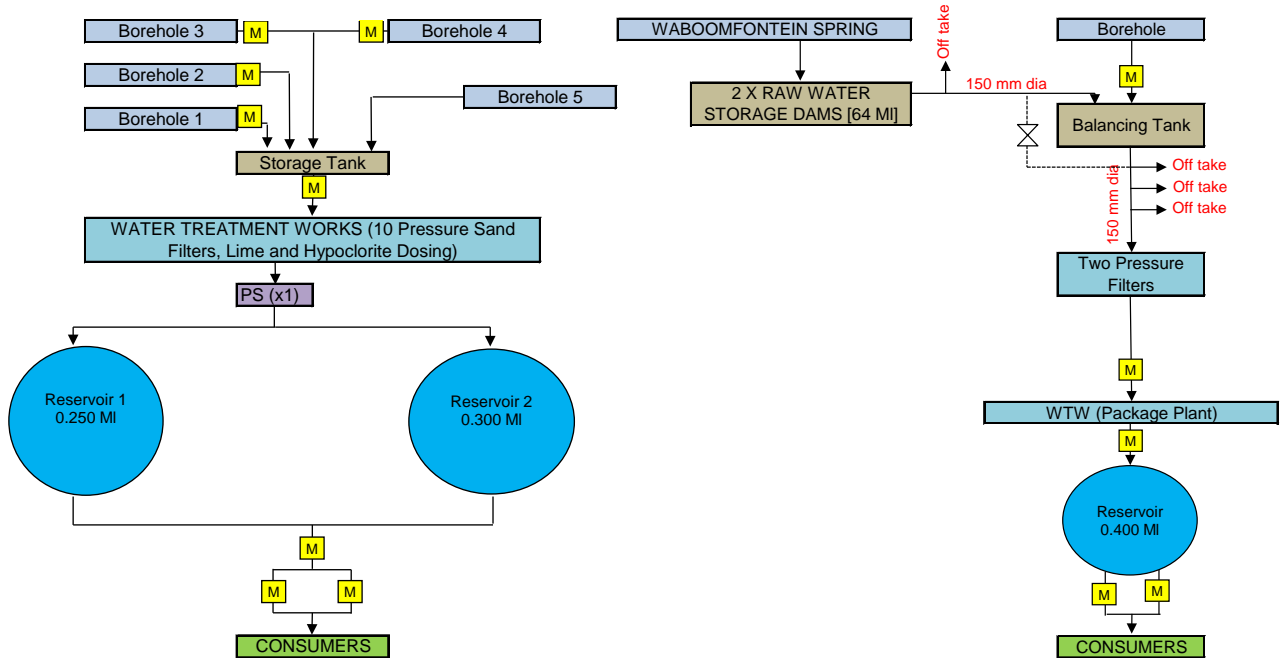 Borehole 3
M
M
Borehole 4
Borehole 2
M
Borehole 5
Borehole 1
M
Storage Tank
M
WATER TREATMENT WORKS (10 Pressure Sand
Filters, Lime and Hypoclorite Dosing)
PS (x1)
Reservoir 1
0.250 Ml
Reservoir 2
0.300 Ml
M
M
M
CONSUMERS
WABOOMFONTEIN SPRING
2 X RAW WATER
STORAGE DAMS [64 Ml]
Off take
150 mm dia
Borehole
M
Balancing Tank
Off take
Off take
Off take
150 mm dia
Two Pressure
Filters
M
WTW (Package Plant)
M
Reservoir
0.400 Ml
M
M
CONSUMERS